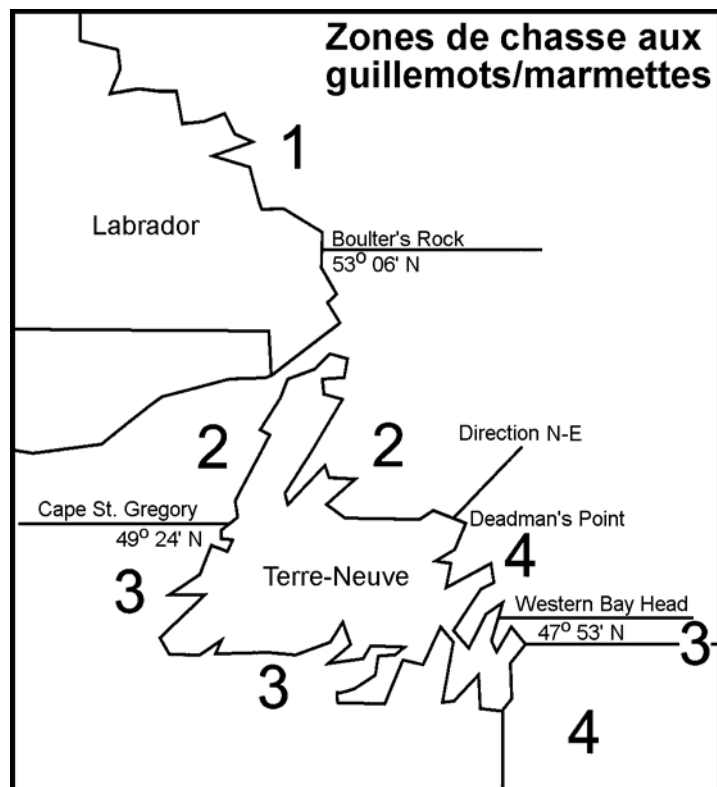 Zones de chasse aux
guillemots/marmettes
1
Labrador
Boulter's Rock
53° 06' N
2
2
Direction N-E
Cape St. Gregory
Deadman's Point
49° 24' N
4
3
Terre-Neuve
Western Bay Head
47° 53' N
3
3
4